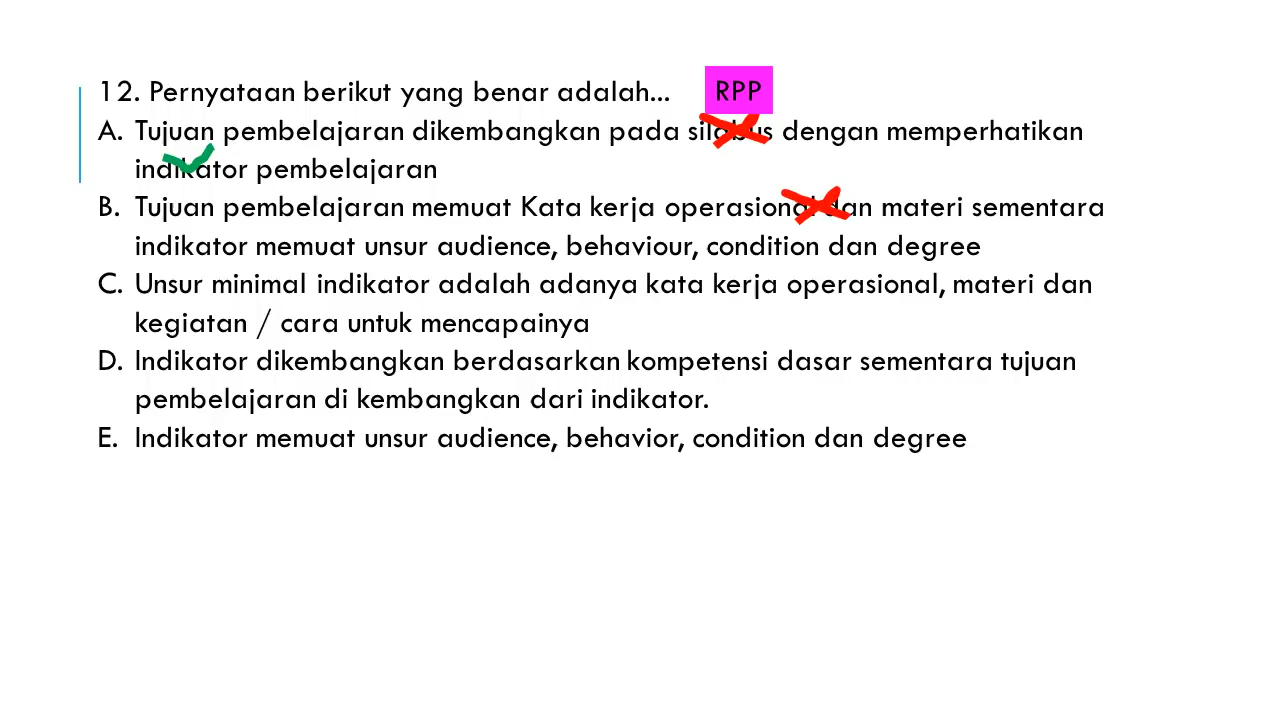 12. Pernyataan berikut yang benar adalah... RPP
A. Tujuan pembelajaran dikembangkan pada silabus dengan memperhatikan
indikator pembelajaran
B. Tujuan pembelajaran memuat Kata kerja operasional dan materi sementara
indikator memuat unsur audience, behaviour, condition dan degree
C. Unsur minimal indikator adalah adanya kata kerja operasional, materi dan
kegiatan / cara untuk mencapainya
D. Indikator dikembangkan berdasarkan kompetensi dasar sementara tujuan
pembelajaran di kembangkan dari indikator.
E. Indikator memuat unsur audience, behavior, condition dan degree